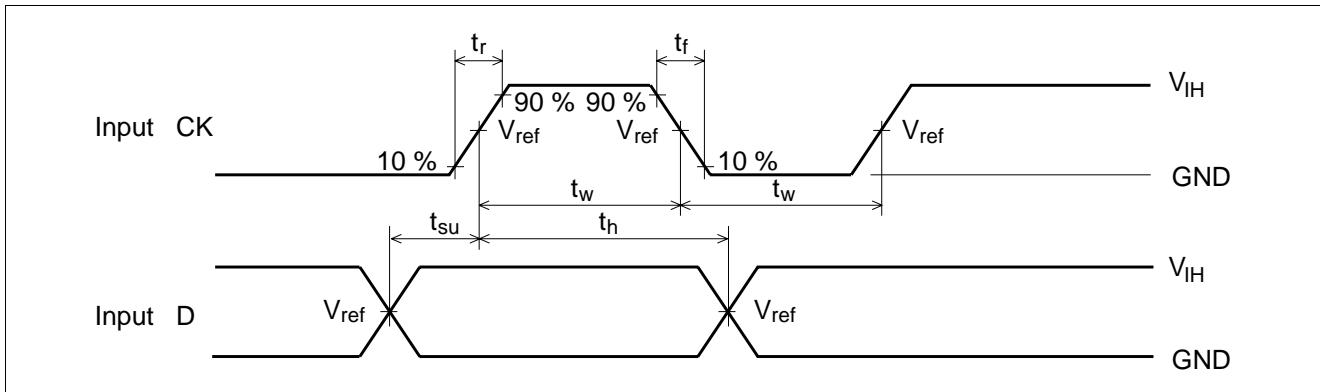 tr tf
VIH
90 % 90 %
Input CK Vref Vref Vref
10 % 10 %
GND
tw tw
tsu th
VIH
Input D Vref Vref
GND